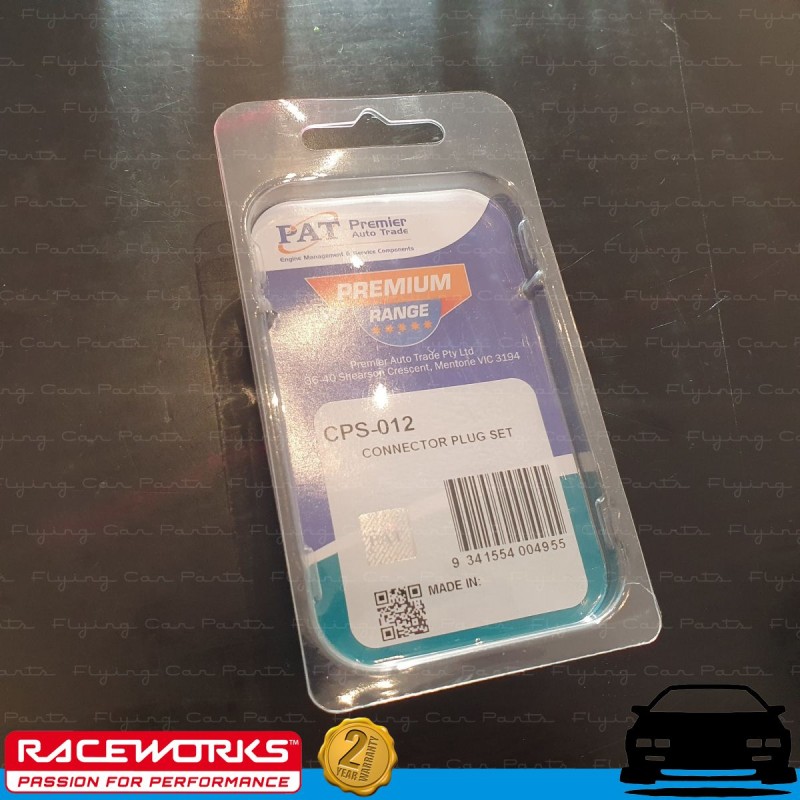 PAT Premier
Auto Trade
Engine Management & Service Components
PREMIUM
RANGE
Premier Auto Trade Pty Ltd
36-40 Shearson Crescent, Mentone VIC 3194
CPS-012
CONNECTOR PLUG SET
PAT
9 341554 004955
MADE IN:
Flying Car Parts
RACEWORKS™
PASSION FOR PERFORMANCE
2
YEAR
WARRANTY